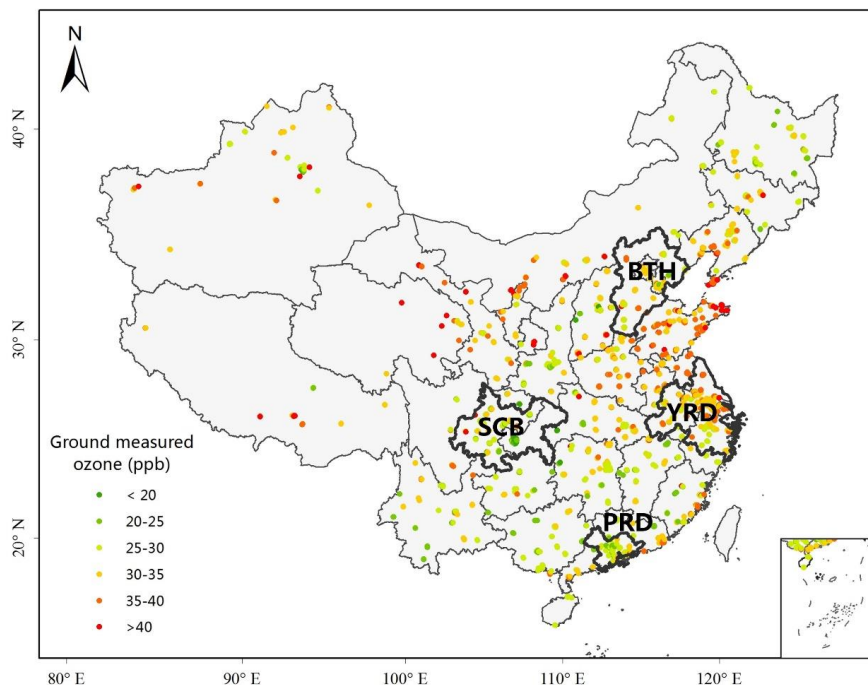 N
40° N
30° N
20° N
BTH
YRD
SCB
PRD
Ground measured
ozone (ppb)
< 20
20-25
25-30
30-35
35-40
>40
80° E
90° E
100° E
110° E
120° E